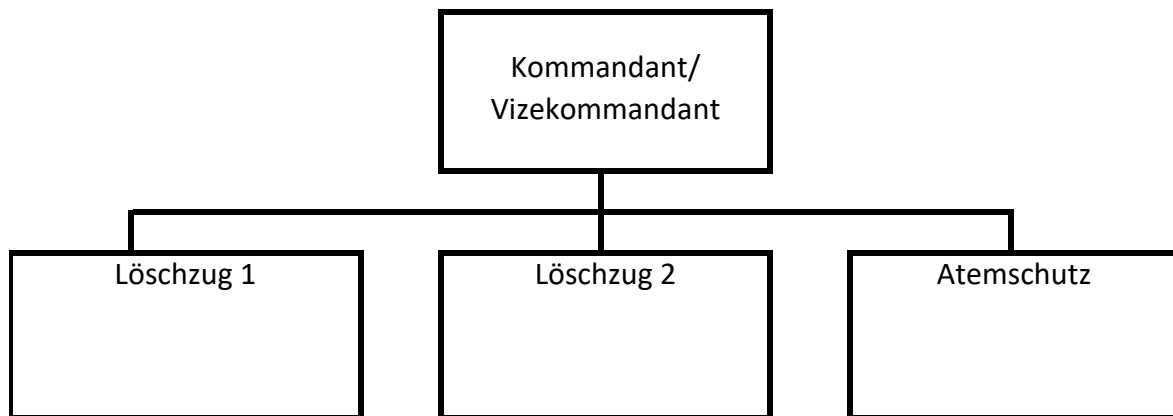 Kommandant/
Vizekommandant
Löschzug 1
Löschzug 2
Atemschutz